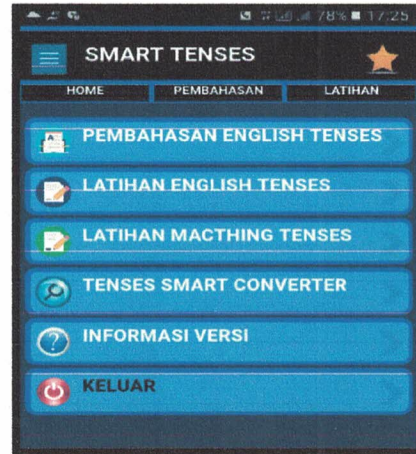 78% 17:25
SMART TENSES
HOME PEMBAHASAN LATIHAN
PEMBAHASAN ENGLISH TENSES
LATIHAN ENGLISH TENSES
LATIHAN MACTHING TENSES
TENSES SMART CONVERTER
INFORMASI VERSI
KELUAR